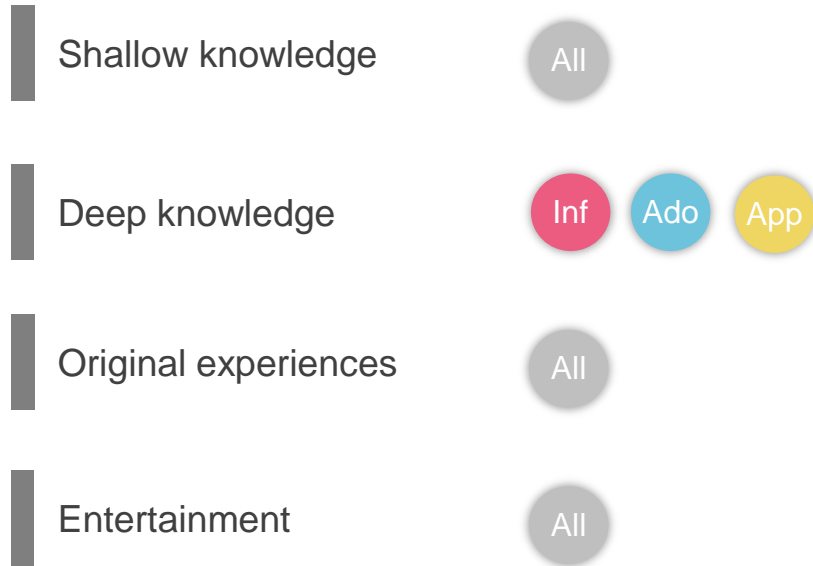 Shallow knowledge All
Deep knowledge Inf Ado App
Original experiences All
Entertainment All